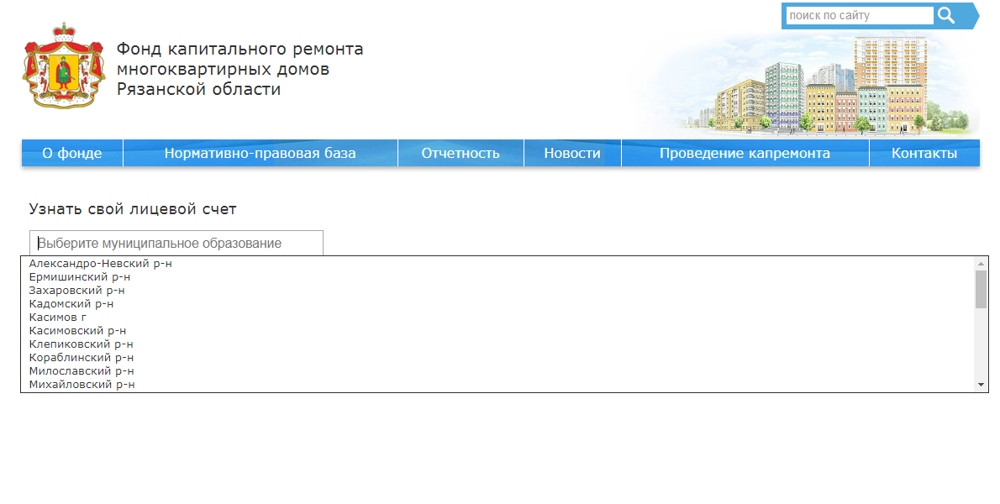 поиск по сайту
Фонд капитального ремонта
многоквартирных домов
Рязанской области
О фонде Нормативно-правовая база Отчетность Новости Проведение капремонта Контакты
Узнать свой лицевой счет
Выберите муниципальное образование
Александро-Невский р-н
Ермишинский р-н
Захаровский р-н
Кадомский р-н
Касимов г
Касимовский р-н
Клепиковский р-н
Кораблинский р-н
Милославский р-н
Михайловский р-н